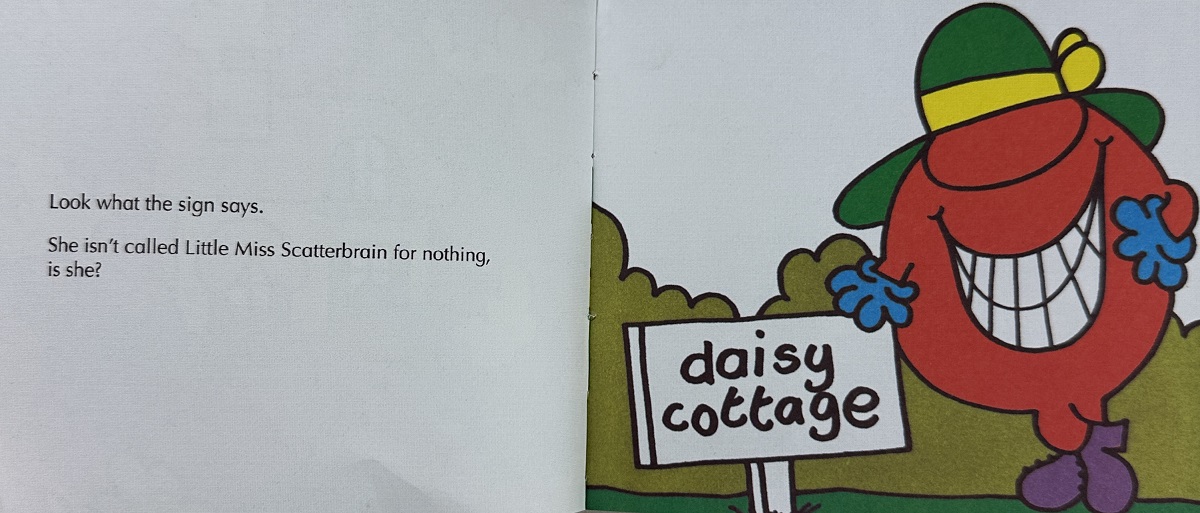 Look what the sign says.
She isn't called Little Miss Scatterbrain for nothing,
is she?
daisy
cottage